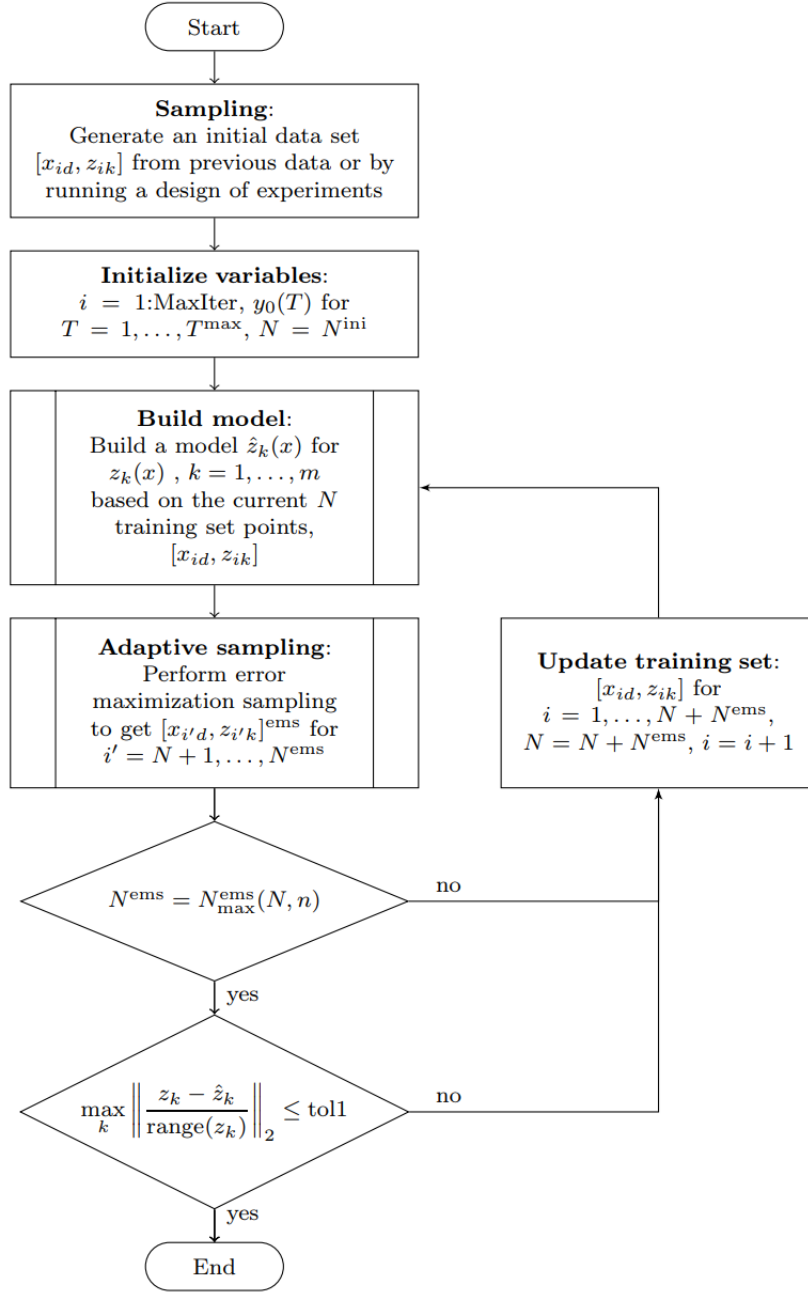 Start
Sampling:
Generate an initial data set
[x_{id}, z_{ik}] from previous data or by
running a design of experiments
Initialize variables:
i = 1:MaxIter, y_0(T) for
T = 1, . . . , T^{max}, N = N^{ini}
Build model:
Build a model ẑ_k(x) for
z_k(x) , k = 1, . . . , m
based on the current N
training set points,
[x_{id}, z_{ik}]
Adaptive sampling:
Perform error
maximization sampling
to get [x_{i′d}, z_{i′k}]^{ems} for
i′ = N + 1, . . . , N^{ems}
Update training set:
[x_{id}, z_{ik}] for
i = 1, . . . , N + N^{ems},
N = N + N^{ems}, i = i + 1
N^{ems} = N^{ems}_{max}(N, n)
no
yes
max_k ‖ (z_k − ẑ_k) / range(z_k) ‖_2 ≤ tol1
no
yes
End